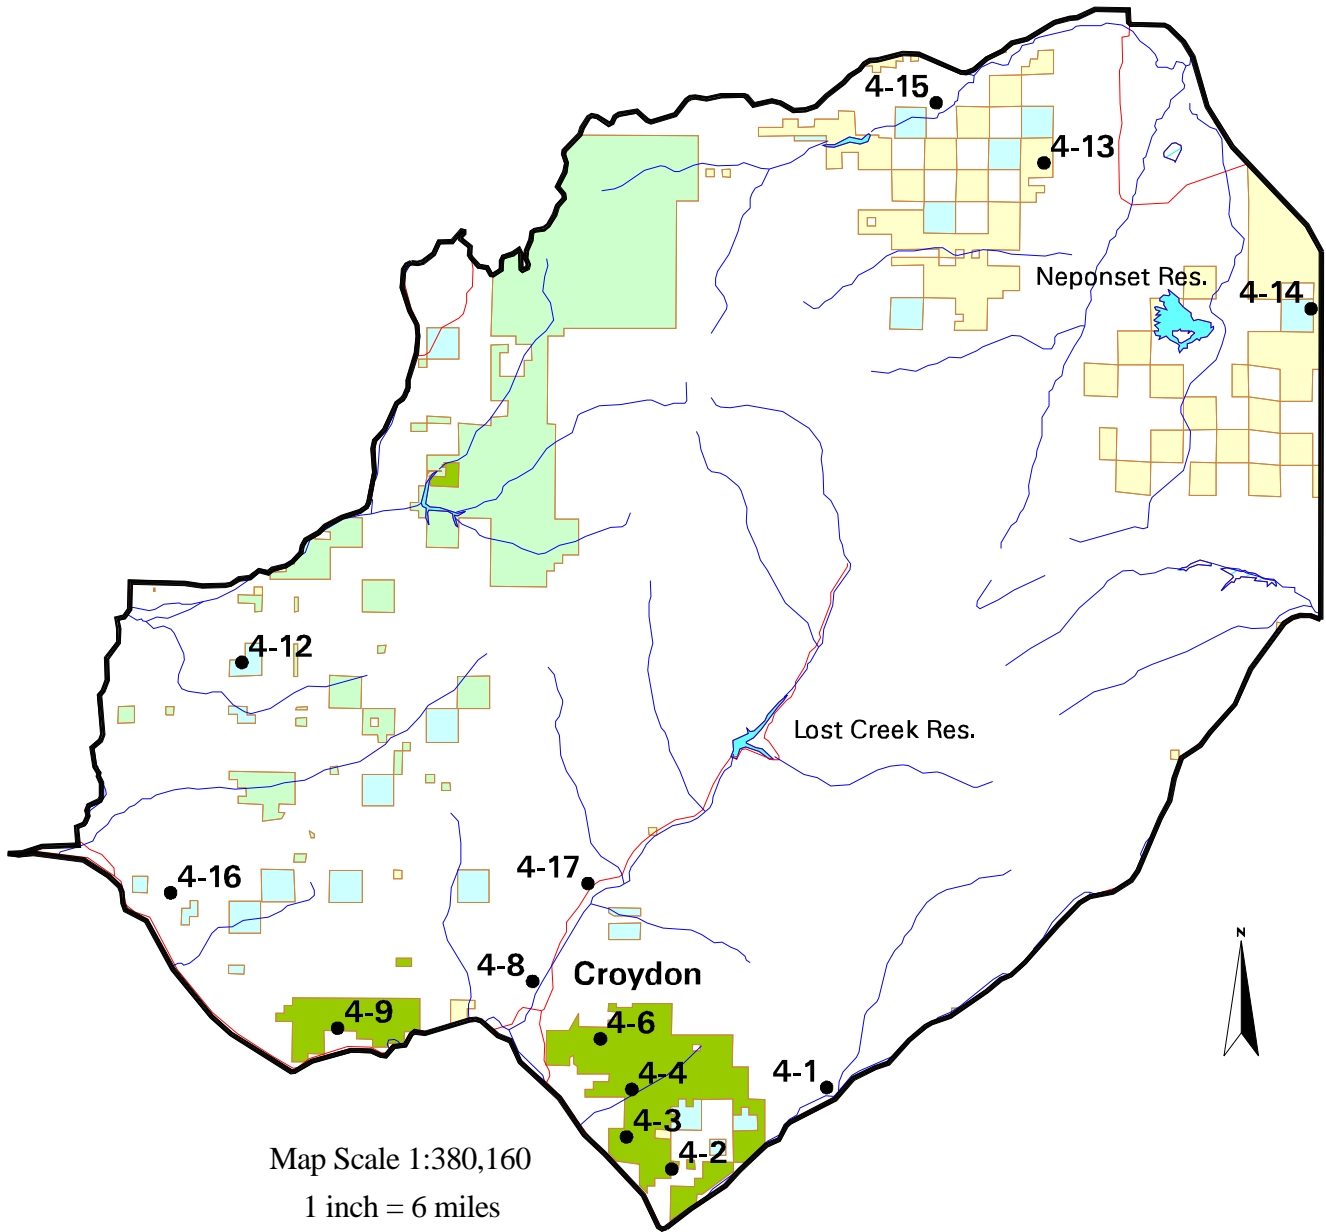 4-15
4-13
Neponset Res.
4-14
4-12
Lost Creek Res.
4-17
4-16
N
4-8
Croydon
4-9
4-6
4-4
4-1
4-3
4-2
Map Scale 1:380,160
1 inch = 6 miles